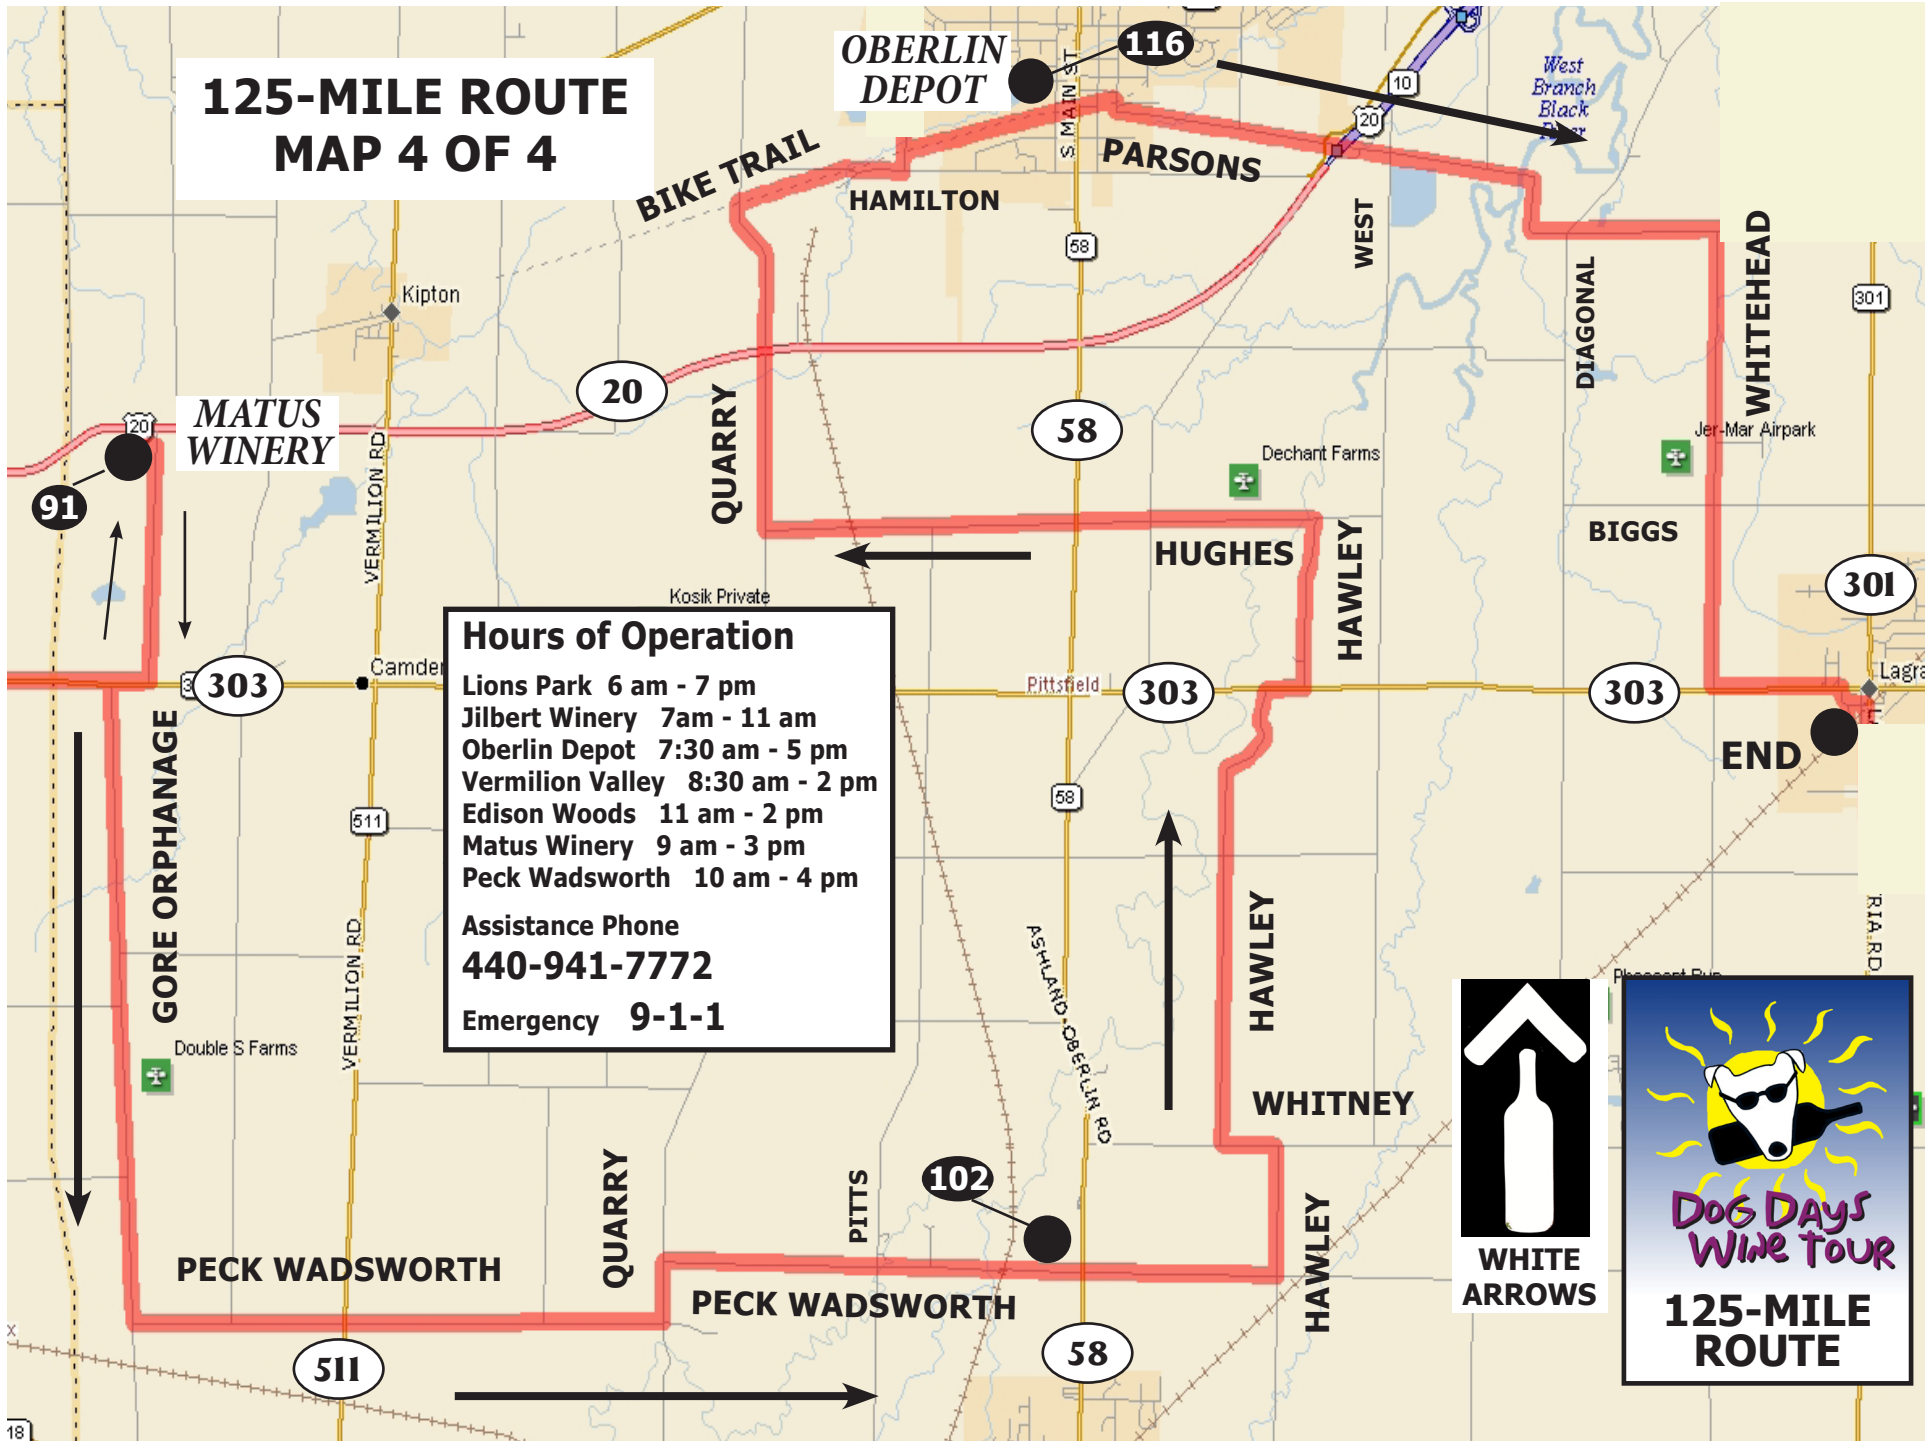 125-MILE ROUTE
MAP 4 OF 4
OBERLIN
DEPOT
116
10
20
West
Branch
Black
River
S MAIN ST
BIKE TRAIL
HAMILTON
PARSONS
58
WEST
DIAGONAL
WHITEHEAD
301
Kipton
20
20
MATUS
WINERY
91
VERMILION RD
QUARRY
58
Dechant Farms
Jer-Mar Airpark
HUGHES
HAWLEY
BIGGS
301
Kosik Private
303
Camden
Pittsfield
303
303
Lagra
END
Hours of Operation
Lions Park 6 am - 7 pm
Jilbert Winery 7am - 11 am
Oberlin Depot 7:30 am - 5 pm
Vermilion Valley 8:30 am - 2 pm
Edison Woods 11 am - 2 pm
Matus Winery 9 am - 3 pm
Peck Wadsworth 10 am - 4 pm
Assistance Phone
440-941-7772
Emergency 9-1-1
GORE ORPHANAGE
511
58
VERMILION RD
Double S Farms
ASHLAND-OBERLIN RD
HAWLEY
RIA RD
WHITNEY
102
QUARRY
PITTS
HAWLEY
PECK WADSWORTH
PECK WADSWORTH
511
58
18
x
WHITE
ARROWS
DOG DAYS
WINE TOUR
125-MILE
ROUTE